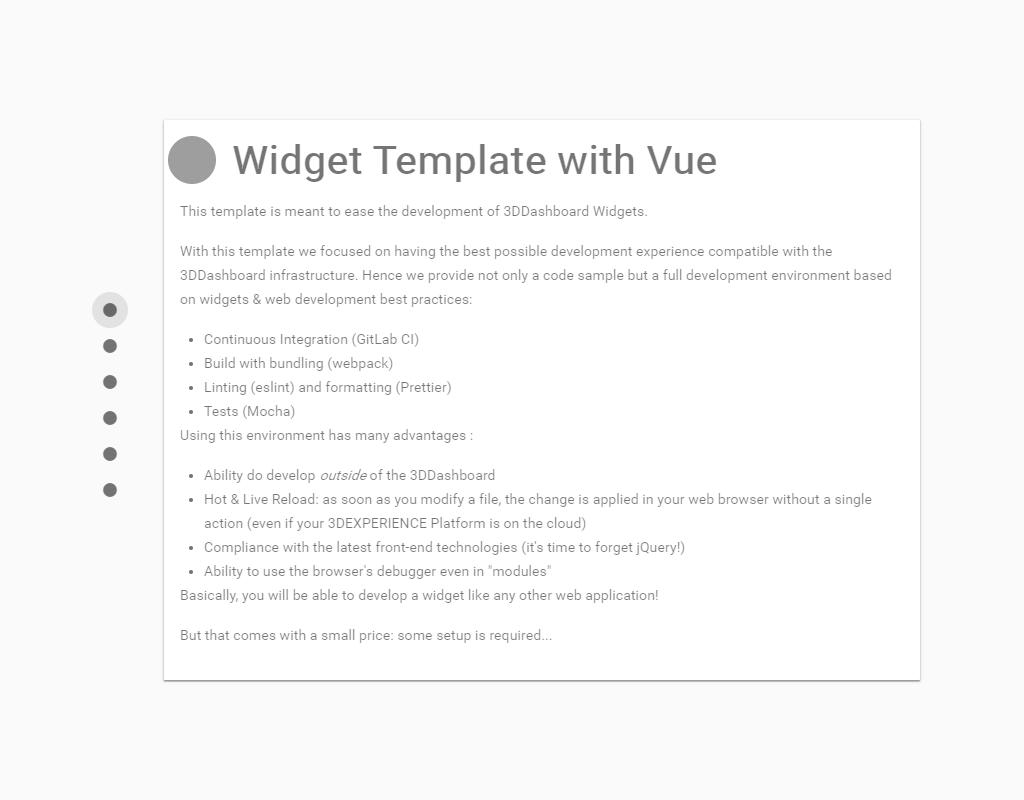 Widget Template with Vue
This template is meant to ease the development of 3DDashboard Widgets.
With this template we focused on having the best possible development experience compatible with the
3DDashboard infrastructure. Hence we provide not only a code sample but a full development environment based
on widgets & web development best practices:
• Continuous Integration (GitLab CI)
• Build with bundling (webpack)
• Linting (eslint) and formatting (Prettier)
• Tests (Mocha)
Using this environment has many advantages :
• Ability do develop outside of the 3DDashboard
• Hot & Live Reload: as soon as you modify a file, the change is applied in your web browser without a single
action (even if your 3DEXPERIENCE Platform is on the cloud)
• Compliance with the latest front-end technologies (it's time to forget jQuery!)
• Ability to use the browser's debugger even in "modules"
Basically, you will be able to develop a widget like any other web application!
But that comes with a small price: some setup is required...